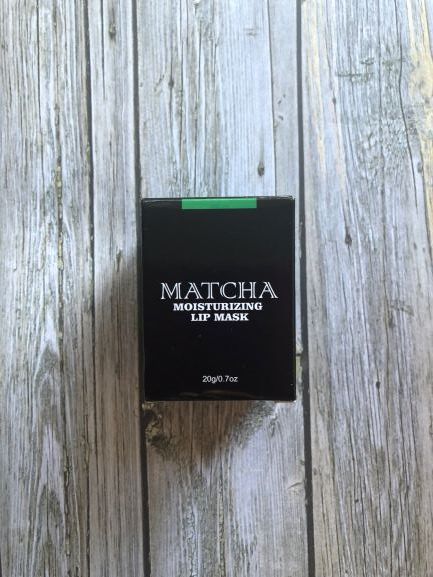 MATCHA
MOISTURIZING
LIP MASK
20g/0.7oz